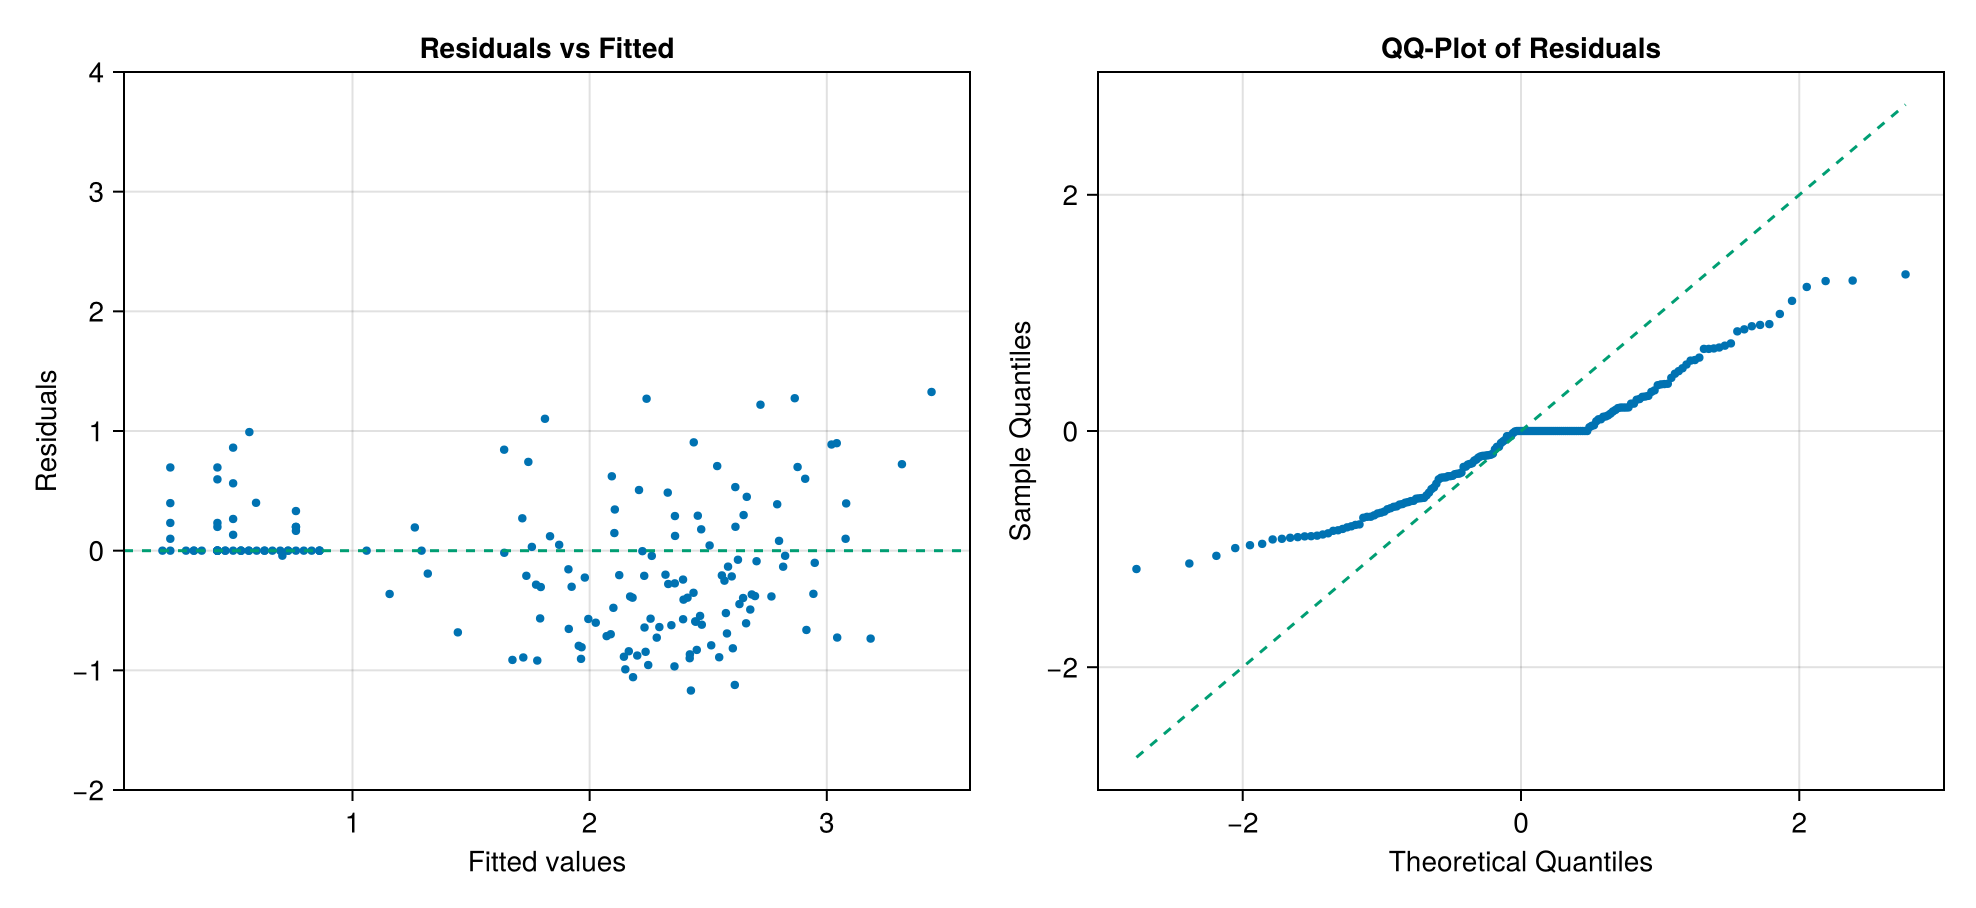 Residuals vs Fitted
4
3
2
1
0
−1
−2
Residuals
1
2
3
Fitted values
QQ-Plot of Residuals
2
0
−2
Sample Quantiles
−2
0
2
Theoretical Quantiles